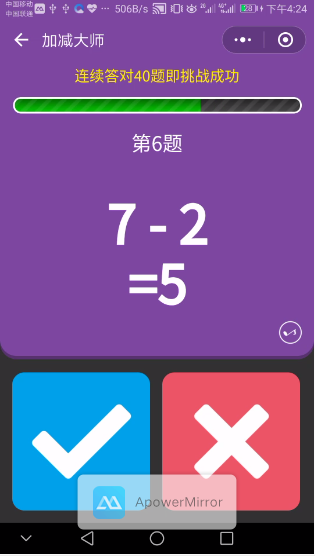 中国移动
中国联通
506B/s
下午4:24
加减大师
连续答对40题即挑战成功
第6题
7 - 2
=5
ApowerMirror